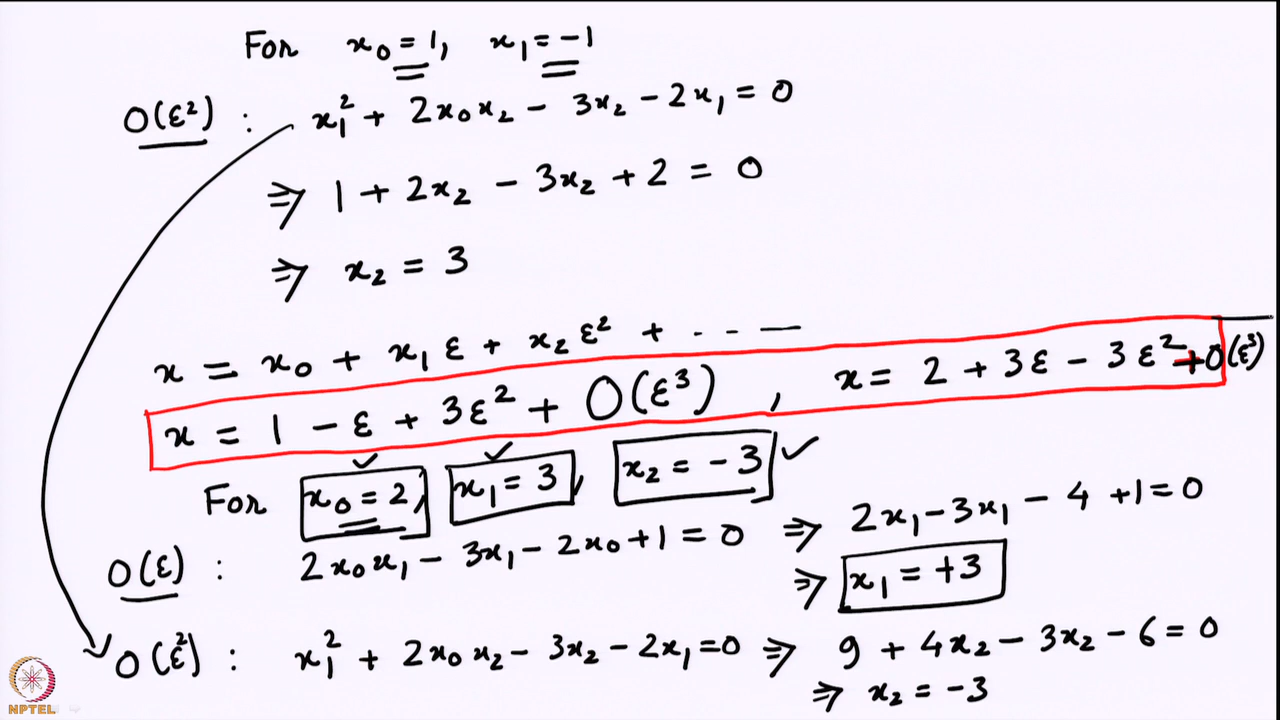 For x₀ = 1, x₁ = −1
O(ε²) : x₁² + 2x₀x₂ − 3x₂ − 2x₁ = 0
⇒ 1 + 2x₂ − 3x₂ + 2 = 0
⇒ x₂ = 3
x = x₀ + x₁ε + x₂ε² + - - —
x = 1 − ε + 3ε² + O(ε³) , x = 2 + 3ε − 3ε² + O(ε³)
For x₀ = 2, x₁ = 3, x₂ = −3
O(ε) : 2x₀x₁ − 3x₁ − 2x₀ + 1 = 0 ⇒ 2x₁ − 3x₁ − 4 + 1 = 0
⇒ x₁ = +3
O(ε²) : x₁² + 2x₀x₂ − 3x₂ − 2x₁ = 0 ⇒ 9 + 4x₂ − 3x₂ − 6 = 0
⇒ x₂ = −3
NPTEL